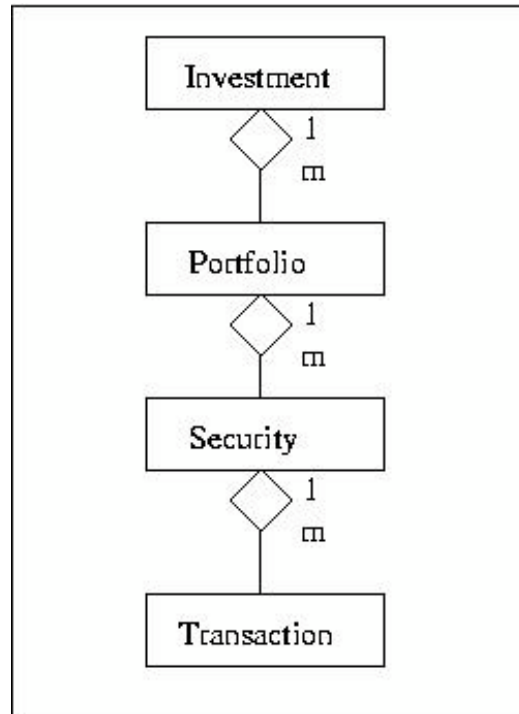 Investment
1
m
Portfolio
1
m
Security
1
m
Transaction